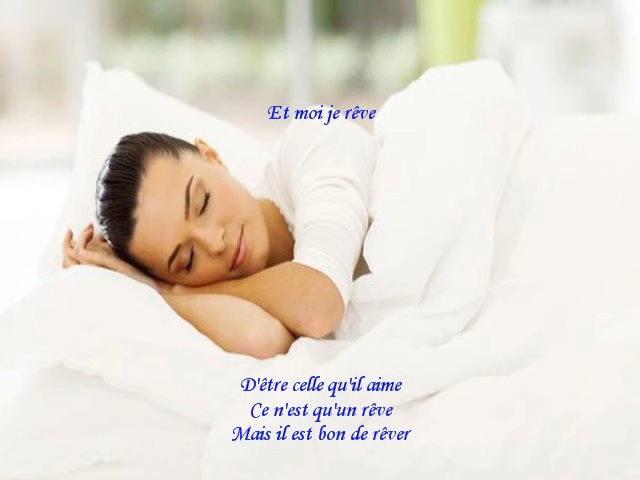 Et moi je rêve
D'être celle qu'il aime
Ce n'est qu'un rêve
Mais il est bon de rêver